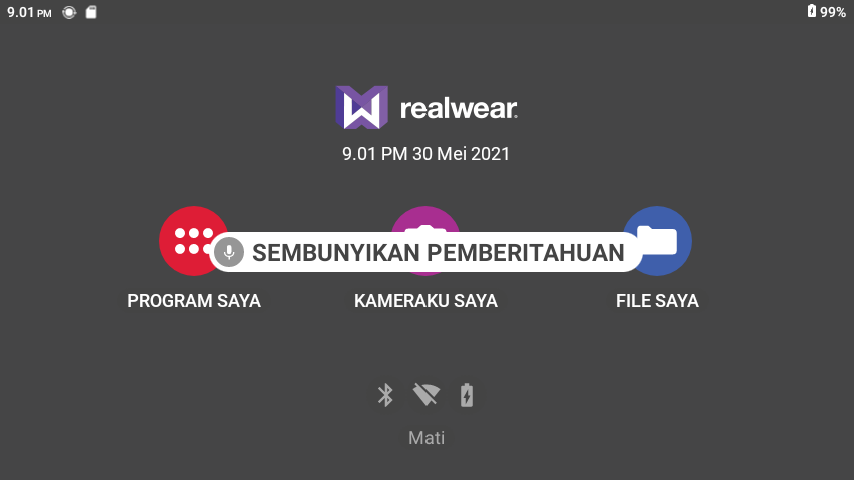 9.01 PM
99%
realwear
9.01 PM 30 Mei 2021
SEMBUNYIKAN PEMBERITAHUAN
PROGRAM SAYA
KAMERAKU SAYA
FILE SAYA
Mati